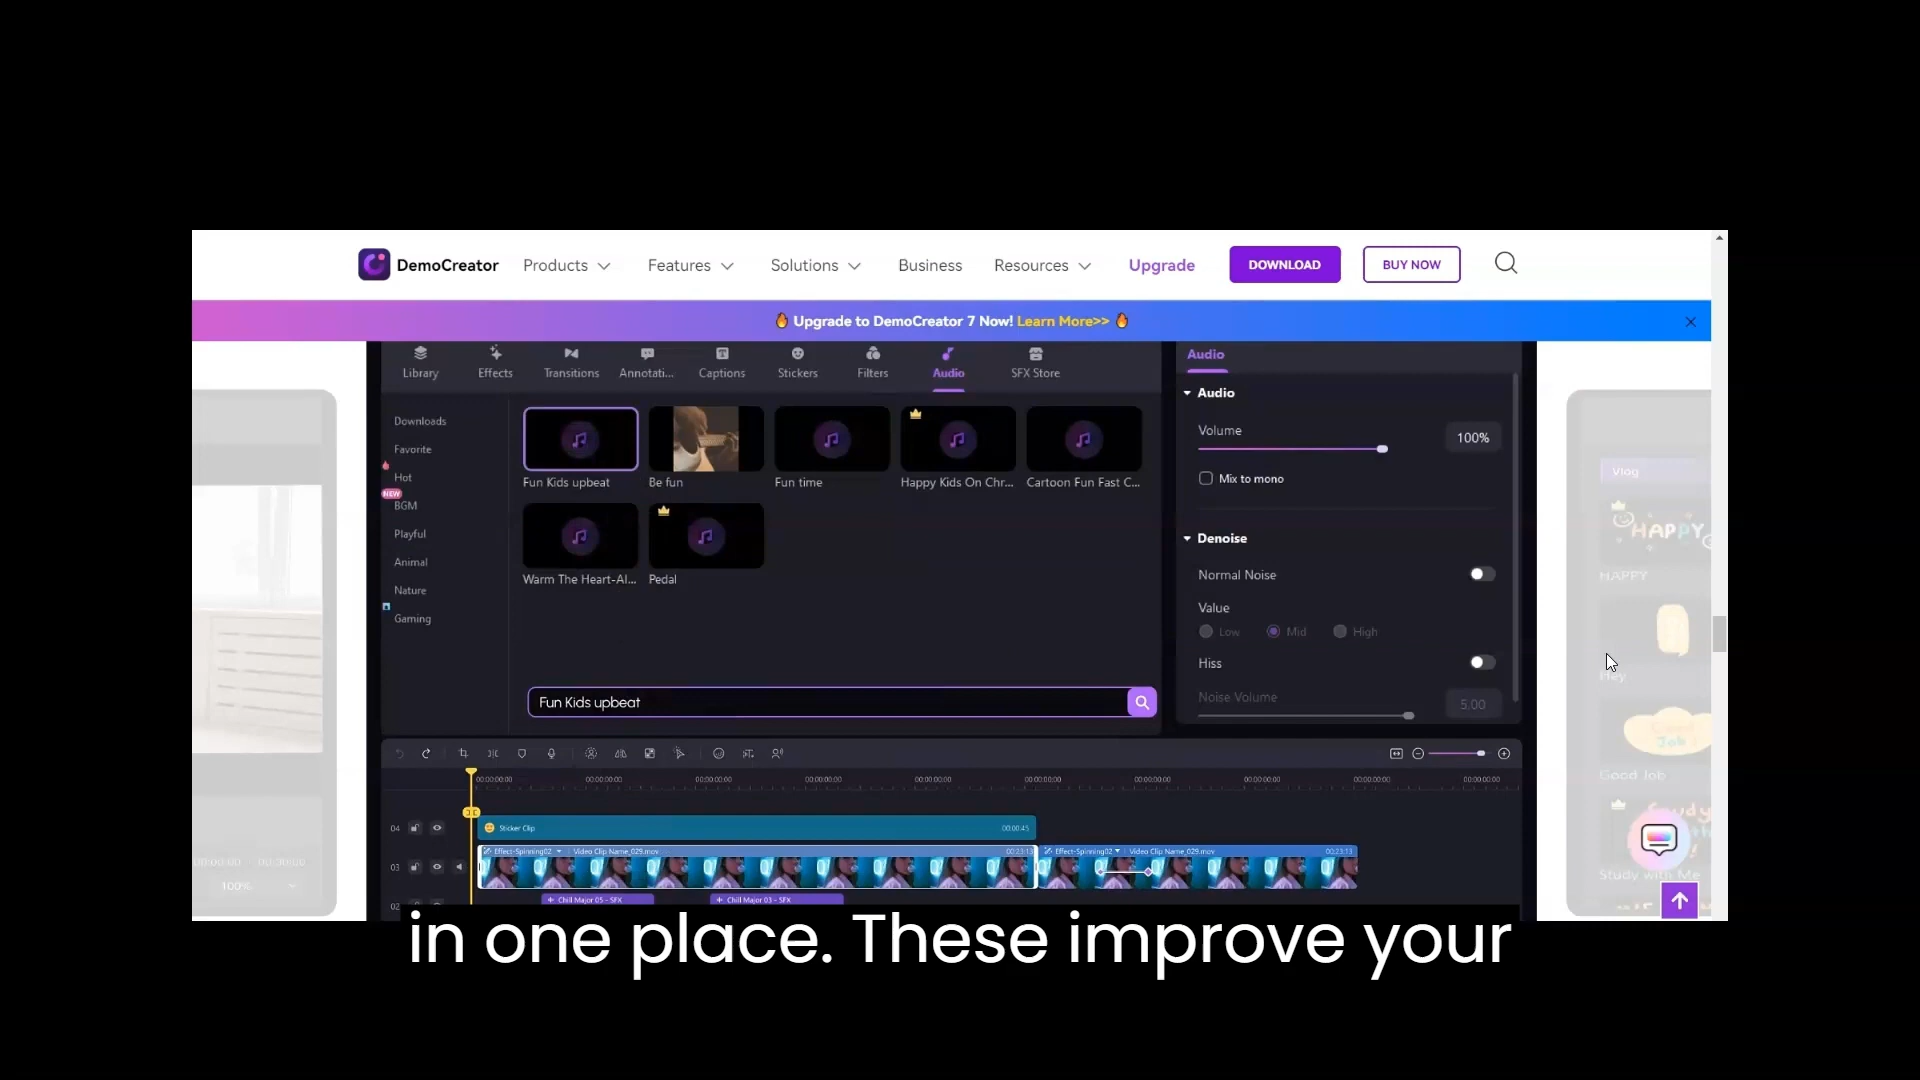 DemoCreator Products Features Solutions Business Resources Upgrade DOWNLOAD BUY NOW
Upgrade to DemoCreator 7 Now! Learn More>>
Library Effects Transitions Annotati... Captions Stickers Filters Audio SFX Store
Audio
Downloads
Favorite
Hot
NEW
BGM
Playful
Animal
Nature
Gaming
Fun Kids upbeat Be fun Fun time Happy Kids On Chr... Cartoon Fun Fast C...
Warm The Heart-Al... Pedal
Fun Kids upbeat
Audio
Volume 100%
Mix to mono
Denoise
Normal Noise
Value
Low Mid High
Hiss
Noise Volume 5.00
Vlog
HAPPY
HAPPY
Hey
Good Job
Good Job
Study with Me
100%
00:00:00:00 00:00:00:00 00:00:00:00 00:00:00:00 00:00:00:00 00:00:00:00 00:00:00:00 00:00:00:00 00:00:00:00 00:00:00:00
04 Sticker Clip 00:00:45
03 Effect-Spinning02 Video Clip Name_029.mov 00:23:13 Effect-Spinning02 Video Clip Name_029.mov 00:23:13
02 Chill Major 05 - SFX Chill Major 03 - SFX
in one place. These improve your